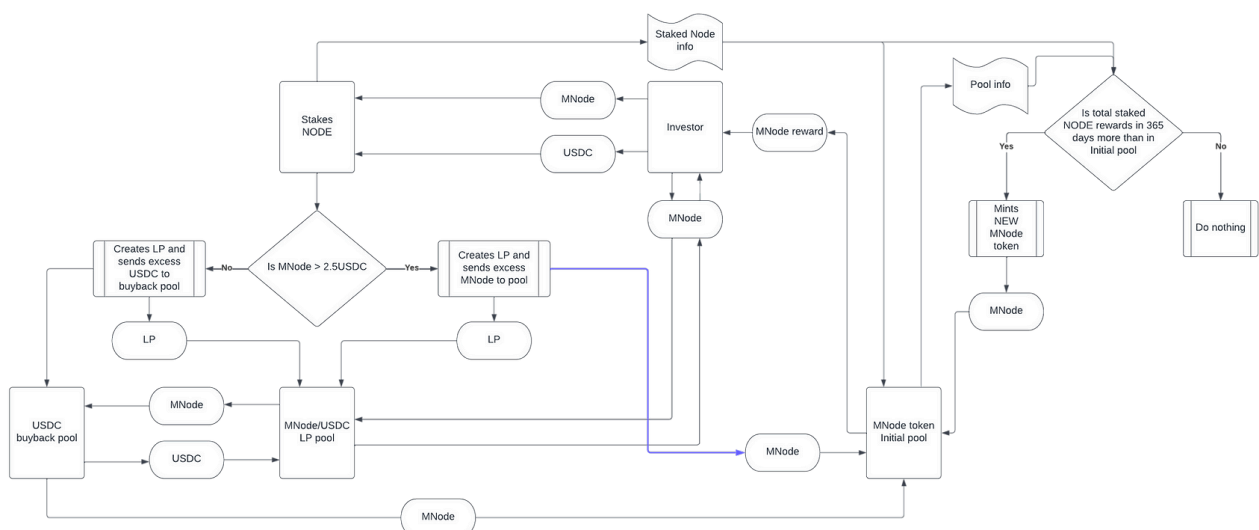 Staked Node
info
MNode
Stakes
NODE
Investor
MNode reward
USDC
Pool info
Is total staked
NODE rewards in 365
days more than in
Initial pool
Yes
No
MNode
Mints
NEW
MNode
token
Do nothing
Creates LP and
sends excess
USDC to
buyback pool
No
Is MNode > 2.5USDC
Yes
Creates LP and
sends excess
MNode to pool
MNode
LP
LP
USDC
buyback pool
MNode
USDC
MNode/USDC
LP pool
MNode
MNode token
Initial pool
MNode